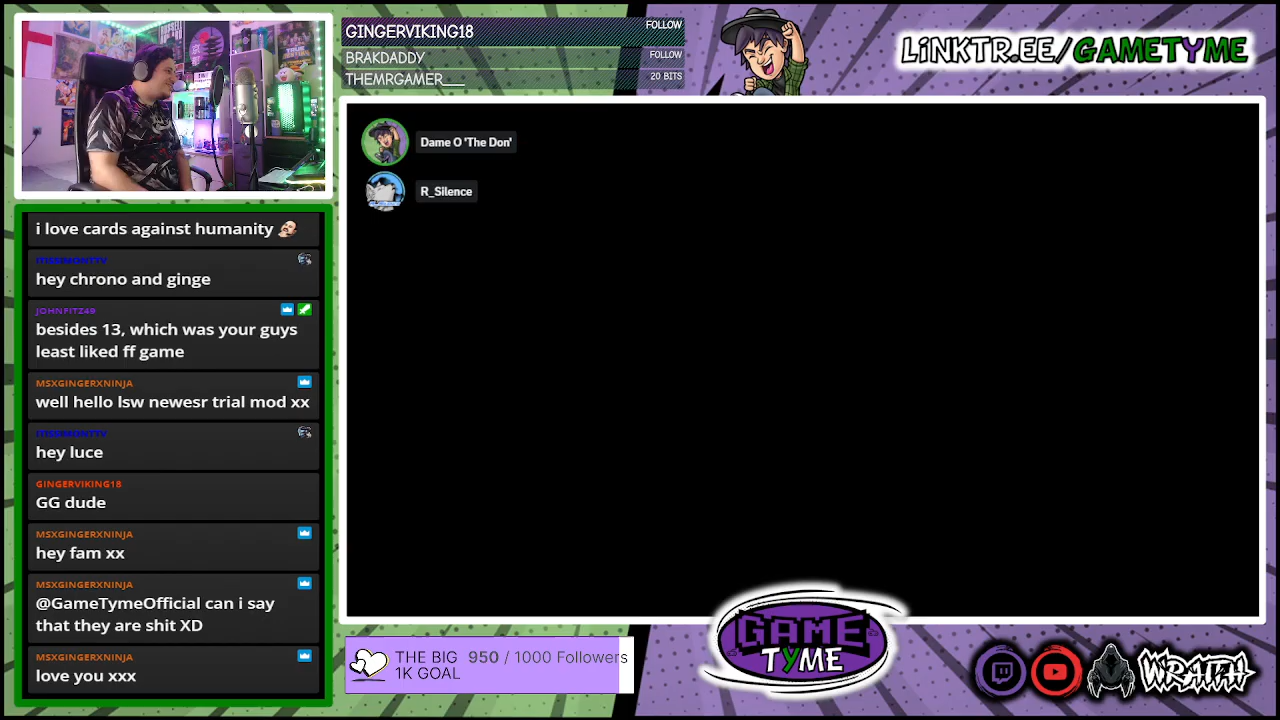 GINGERVIKING18 FOLLOW
BRAKDADDY FOLLOW
THEMRGAMER___ 20 BITS
LINKTR.EE/GAMETYME
Dame O 'The Don'
R_Silence
i love cards against humanity
hey chrono and ginge
JOHNFITZ49
besides 13, which was your guys
least liked ff game
MSXGINGERXNINJA
well hello lsw newesr trial mod xx
hey luce
GINGERVIKING18
GG dude
MSXGINGERXNINJA
hey fam xx
MSXGINGERXNINJA
@GameTymeOfficial can i say
that they are shit XD
MSXGINGERXNINJA
love you xxx
THE BIG 950 / 1000 Followers
1K GOAL
GAME
TYME
WRATH